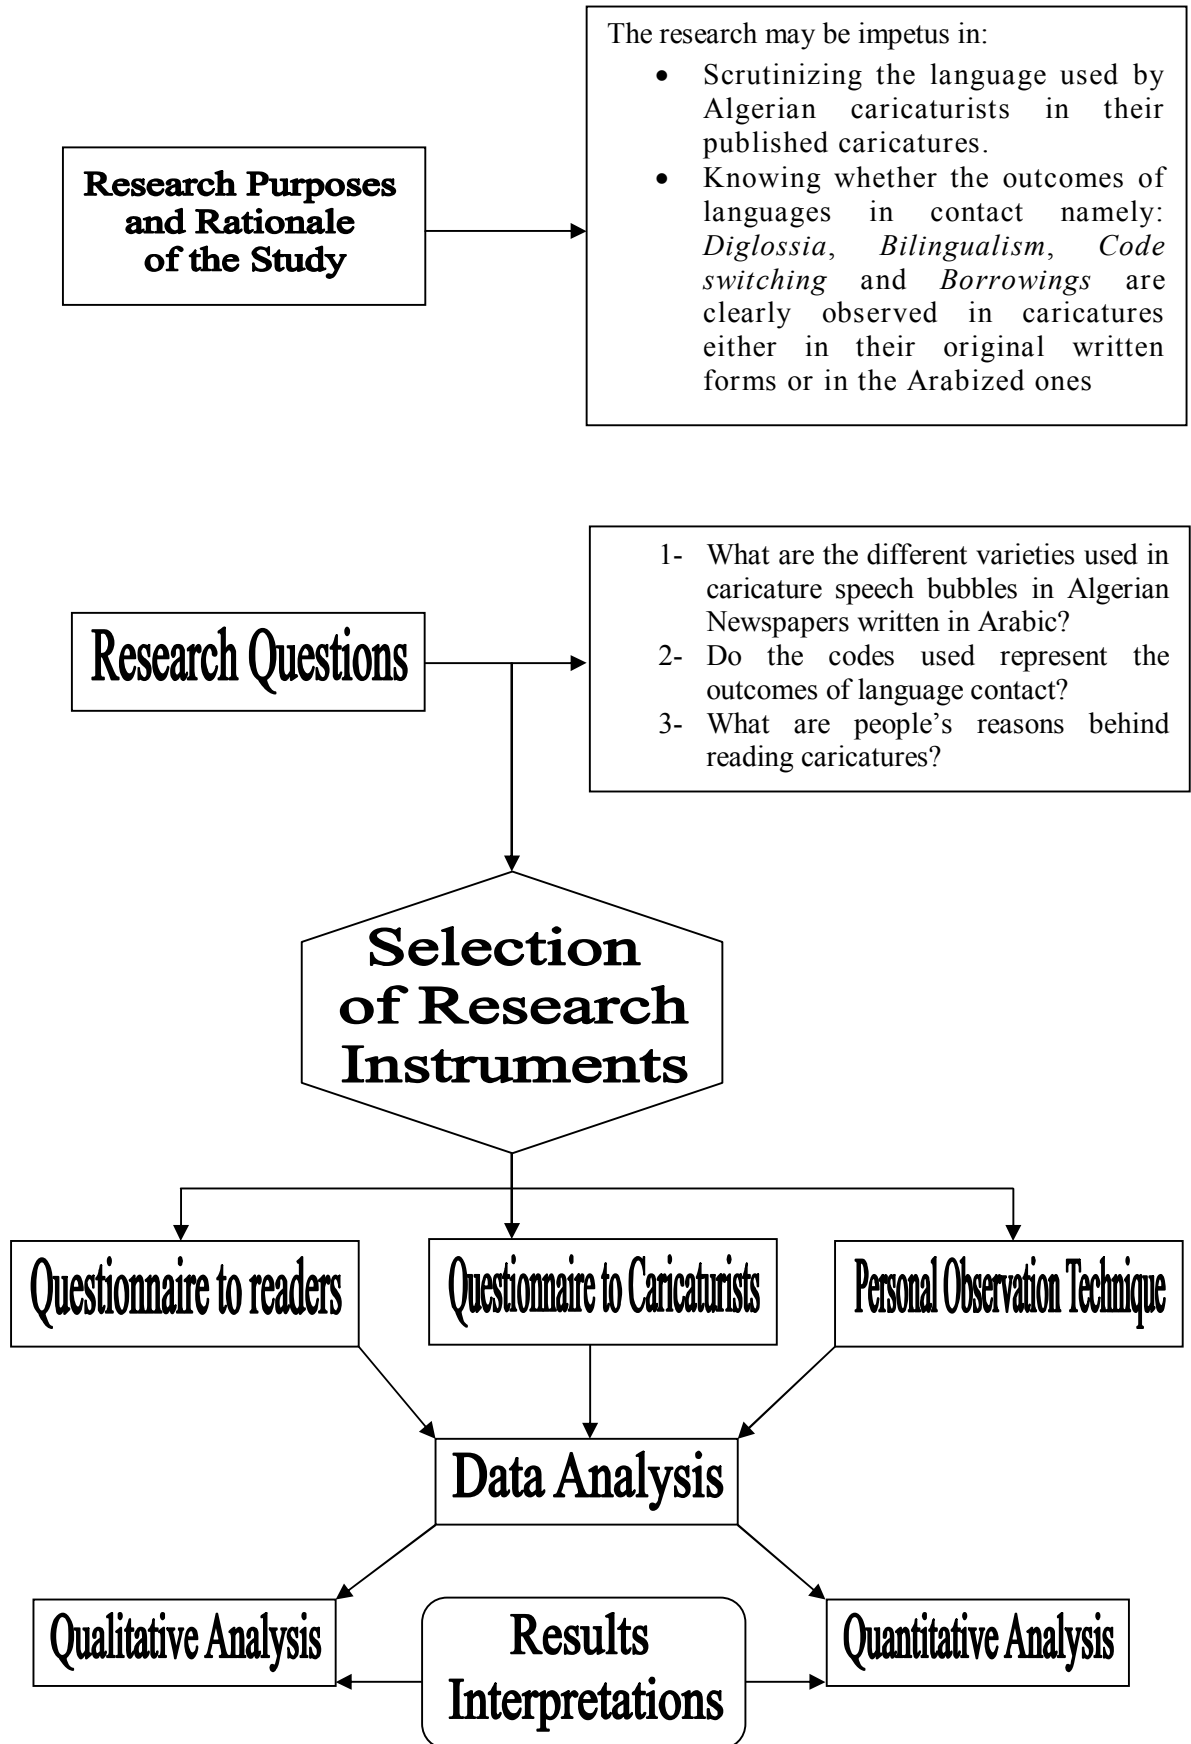 The research may be impetus in:
• Scrutinizing the language used by
Algerian caricaturists in their
published caricatures.
• Knowing whether the outcomes of
languages in contact namely:
Diglossia, Bilingualism, Code
switching and Borrowings are
clearly observed in caricatures
either in their original written
forms or in the Arabized ones
Research Purposes
and Rationale
of the Study
1- What are the different varieties used in
caricature speech bubbles in Algerian
Newspapers written in Arabic?
2- Do the codes used represent the
outcomes of language contact?
3- What are people’s reasons behind
reading caricatures?
Research Questions
Selection
of Research
Instruments
Questionnaire to readers
Questionnaire to Caricaturists
Personal Observation Technique
Data Analysis
Qualitative Analysis
Results
Interpretations
Quantitative Analysis